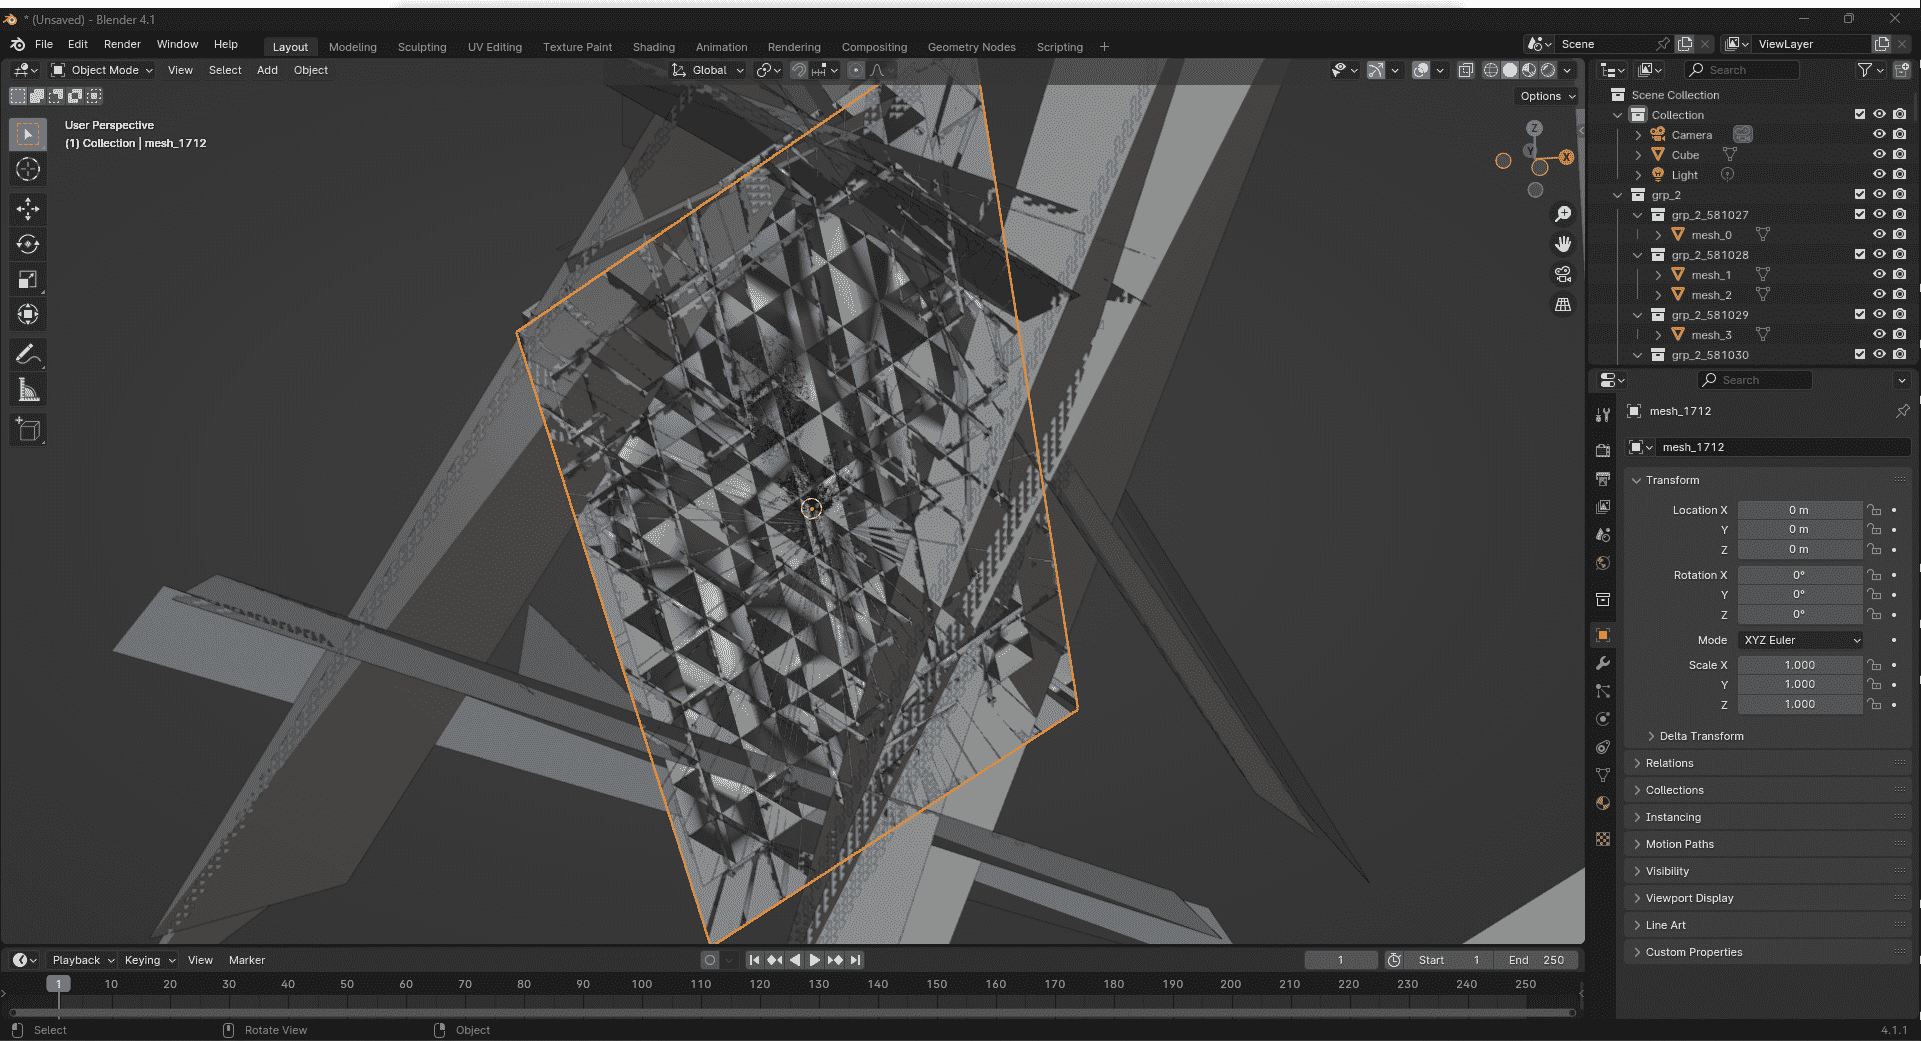 * (Unsaved) - Blender 4.1
File Edit Render Window Help Layout Modeling Sculpting UV Editing Texture Paint Shading Animation Rendering Compositing Geometry Nodes Scripting + Scene ViewLayer
Object Mode View Select Add Object Global Search
Options
User Perspective
(1) Collection | mesh_1712
Z
Y
X
Scene Collection
Collection
Camera
Cube
Light
grp_2
grp_2_581027
mesh_0
grp_2_581028
mesh_1
mesh_2
grp_2_581029
mesh_3
grp_2_581030
Search
mesh_1712
mesh_1712
Transform
Location X 0 m
Y 0 m
Z 0 m
Rotation X 0°
Y 0°
Z 0°
Mode XYZ Euler
Scale X 1.000
Y 1.000
Z 1.000
Delta Transform
Relations
Collections
Instancing
Motion Paths
Visibility
Viewport Display
Line Art
Custom Properties
Playback Keying View Marker 1 Start 1 End 250
1 10 20 30 40 50 60 70 80 90 100 110 120 130 140 150 160 170 180 190 200 210 220 230 240 250
Select Rotate View Object 4.1.1